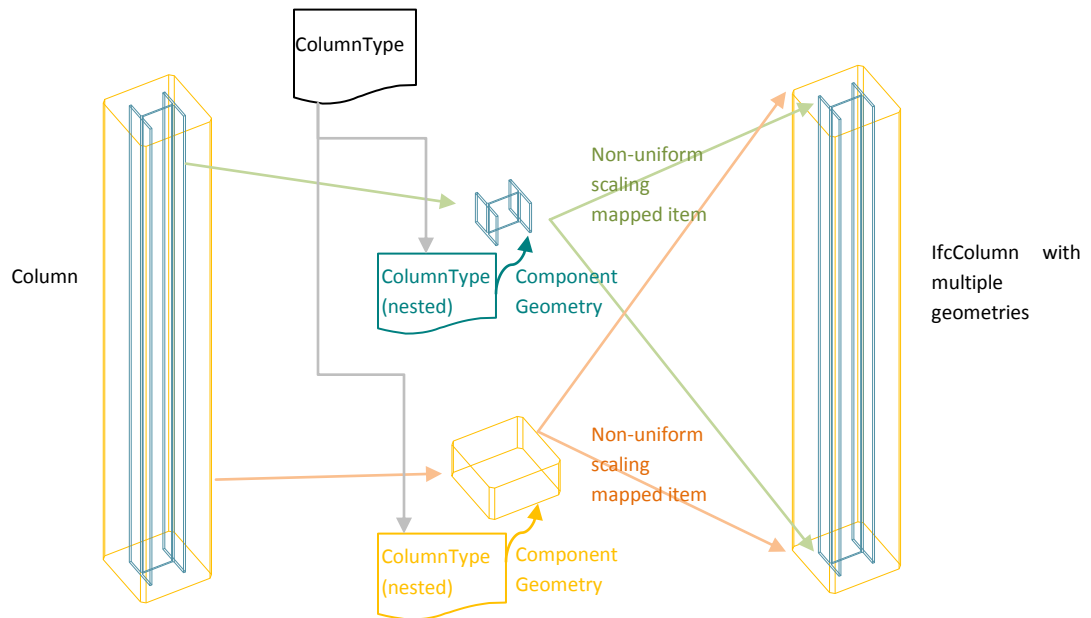 ColumnType
Non-uniform
scaling
mapped item
Column
ColumnType
(nested)
Component
Geometry
IfcColumn with
multiple
geometries
Non-uniform
scaling
mapped item
ColumnType
(nested)
Component
Geometry